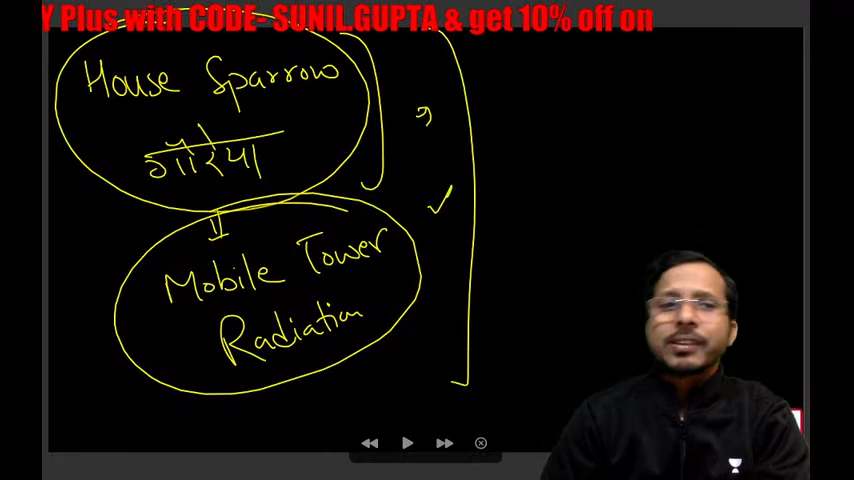 Y Plus with CODE- SUNIL.GUPTA & get 10% off on
House Sparrow
गौरैया
Mobile Tower
Radiation